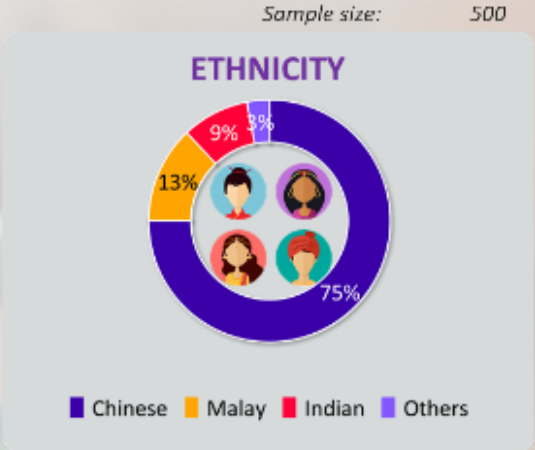 Sample size: 500
ETHNICITY
3%
9%
13%
75%
Chinese Malay Indian Others